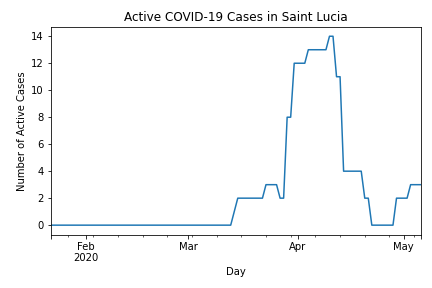 Active COVID-19 Cases in Saint Lucia
Number of Active Cases
14
12
10
8
6
4
2
0
Feb
2020
Mar
Apr
May
Day